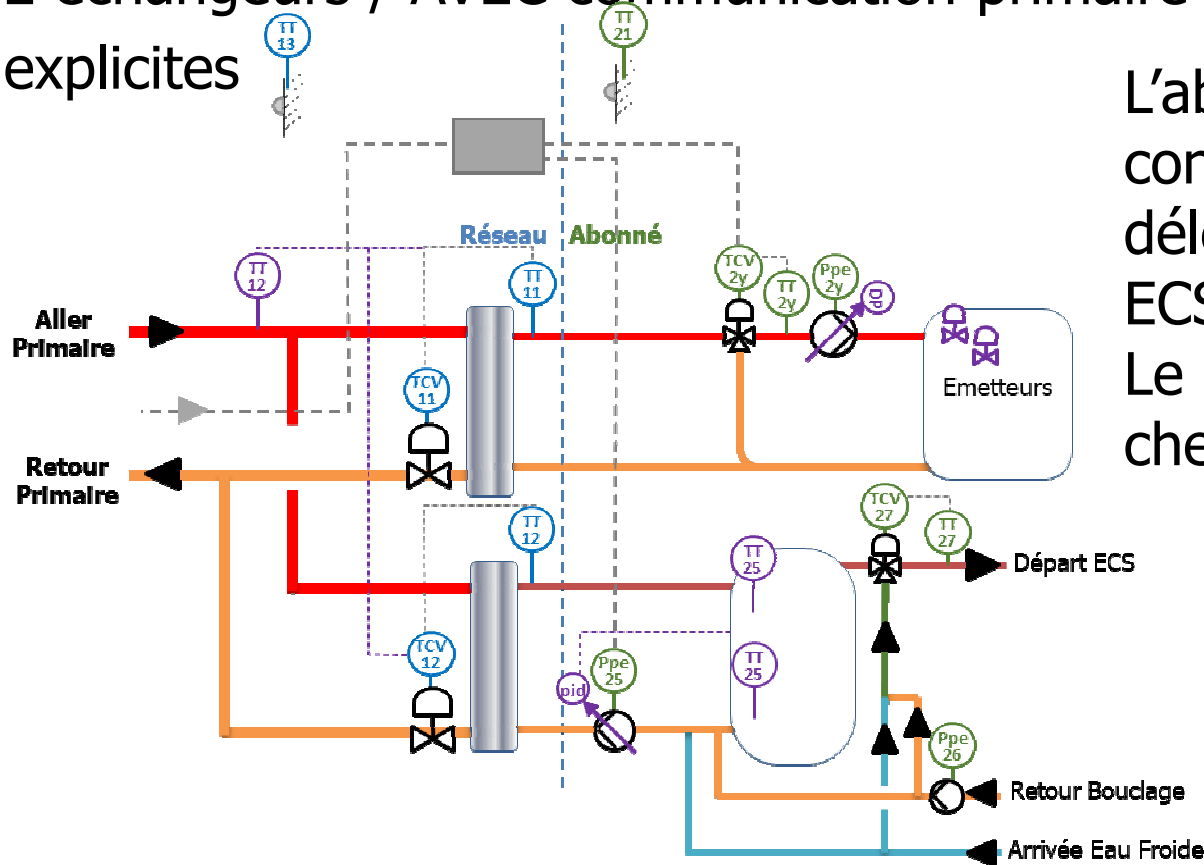 explicites
TT
13
TT
21
L'ab
Réseau
Abonné
TT
12
TT
11
TCV
2y
TT
2y
Ppe
2y
Dp
Aller
Primaire
TCV
11
Emetteurs
Le
che
ECS
Retour
Primaire
TT
12
TCV
27
TT
27
TT
25
Départ ECS
TCV
12
Ppe
25
TT
25
pid
Ppe
26
Retour Bouclage
Arrivée Eau Froide